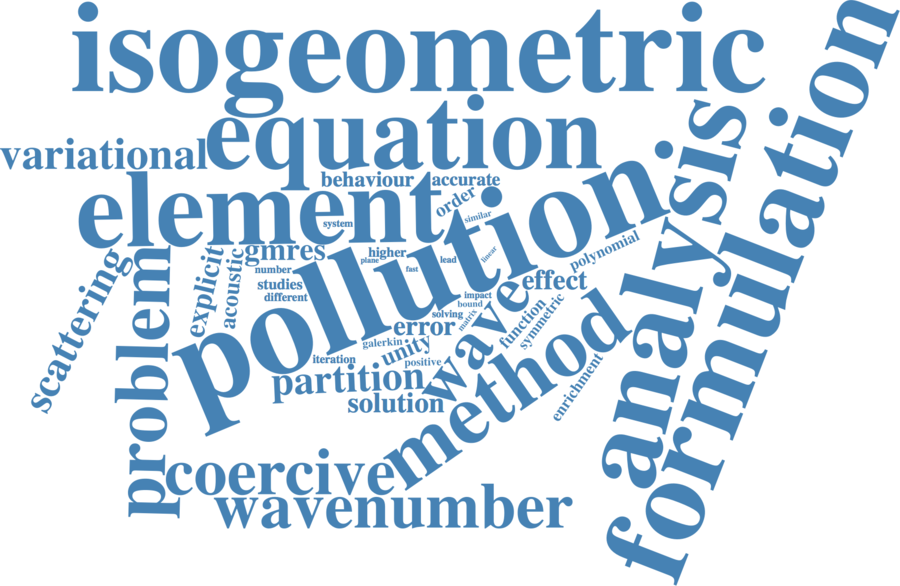 isogeometric
equation
variational
element
behaviour
accurate
order
similar
system
pollution
analysis
formulation
gmres
higher
plane
lead
linear
fast
number
polynomial
scattering
problem
explicit
acoustic
studies
different
effect
impact
bound
solving
matrix
wave
function
symmetric
error
galerkin
unity
positive
iteration
partition
solution
method
enrichment
coercive
wavenumber